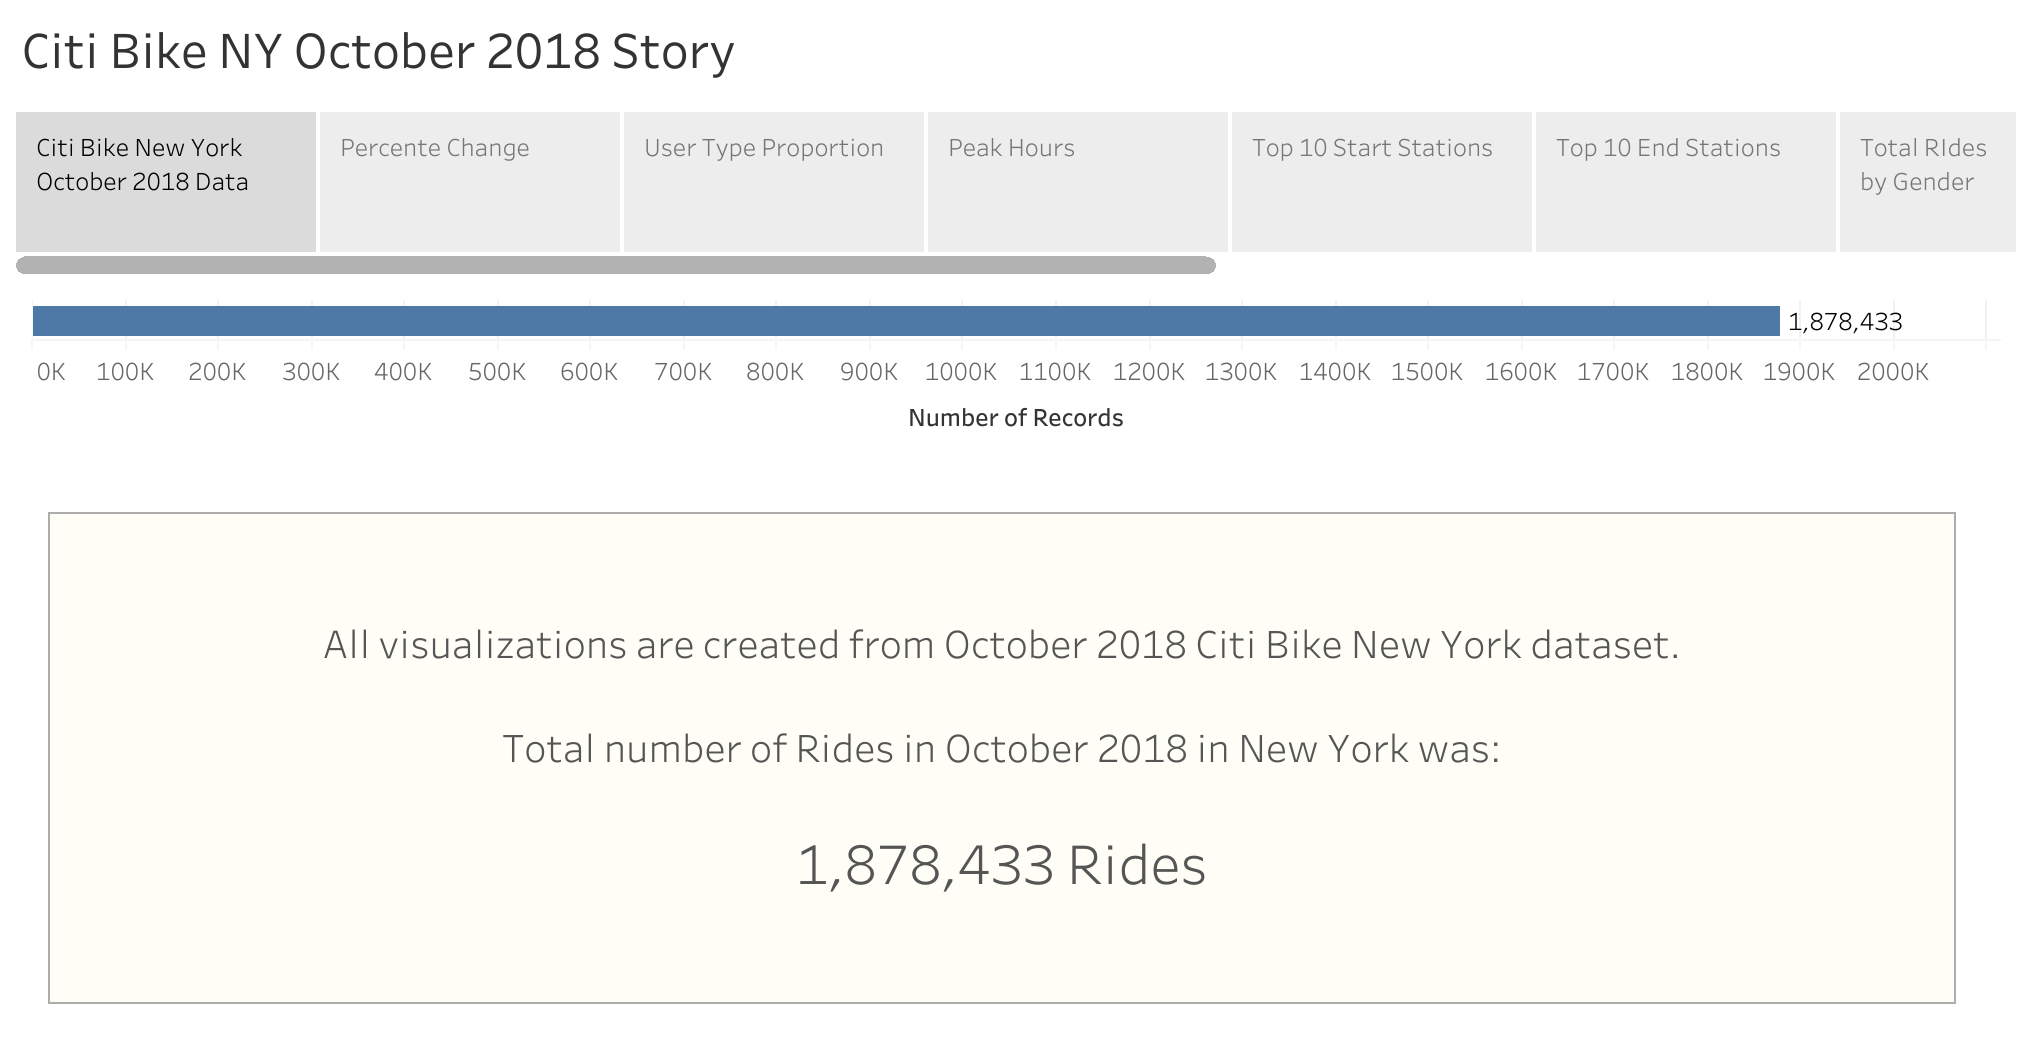 Citi Bike NY October 2018 Story
Citi Bike New York
October 2018 Data
Percente Change
User Type Proportion
Peak Hours
Top 10 Start Stations
Top 10 End Stations
Total RIdes
by Gender
1,878,433
0K 100K 200K 300K 400K 500K 600K 700K 800K 900K 1000K 1100K 1200K 1300K 1400K 1500K 1600K 1700K 1800K 1900K 2000K
Number of Records
All visualizations are created from October 2018 Citi Bike New York dataset.
Total number of Rides in October 2018 in New York was:
1,878,433 Rides